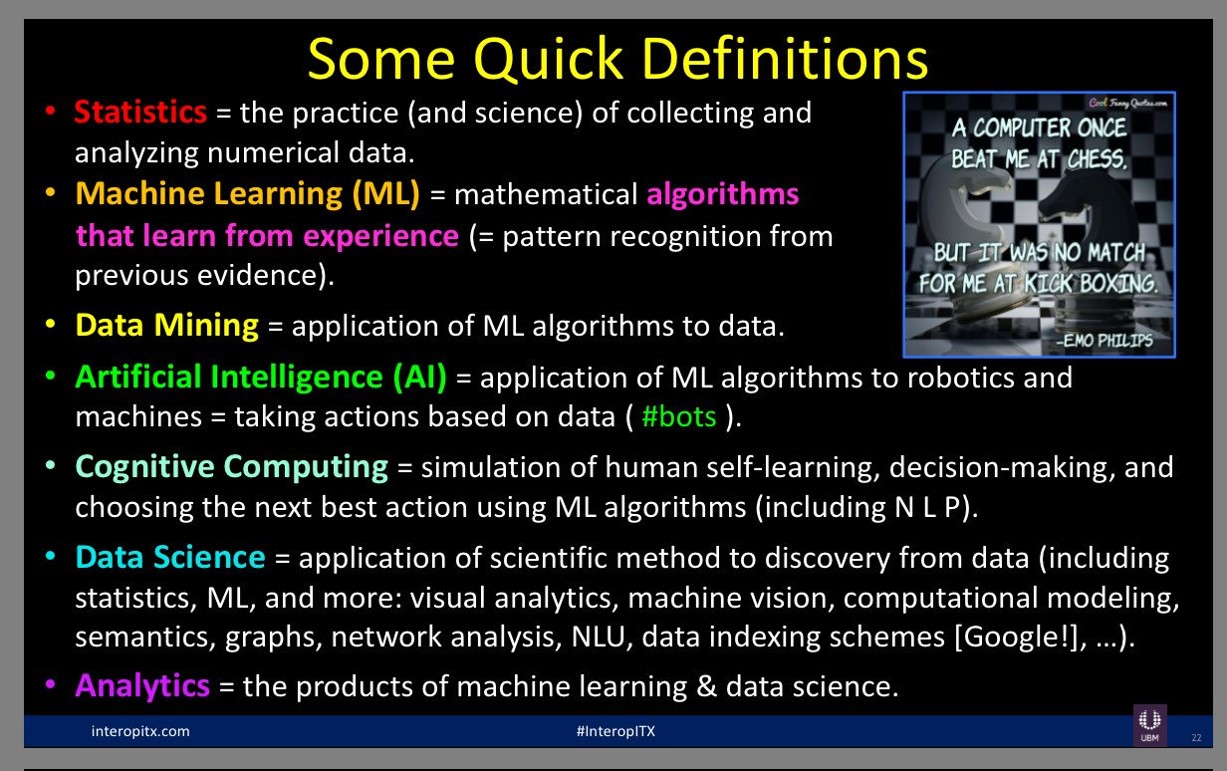 Some Quick Definitions
• Statistics = the practice (and science) of collecting and
analyzing numerical data.
• Machine Learning (ML) = mathematical algorithms
that learn from experience (= pattern recognition from
previous evidence).
• Data Mining = application of ML algorithms to data.
• Artificial Intelligence (AI) = application of ML algorithms to robotics and
machines = taking actions based on data ( #bots ).
• Cognitive Computing = simulation of human self-learning, decision-making, and
choosing the next best action using ML algorithms (including N L P).
• Data Science = application of scientific method to discovery from data (including
statistics, ML, and more: visual analytics, machine vision, computational modeling,
semantics, graphs, network analysis, NLU, data indexing schemes [Google!], ...).
• Analytics = the products of machine learning & data science.
Cool Funny Quotes.com
A COMPUTER ONCE
BEAT ME AT CHESS,
BUT IT WAS NO MATCH
FOR ME AT KICK BOXING.
-EMO PHILIPS
interopitx.com
#InteropITX
UBM
22